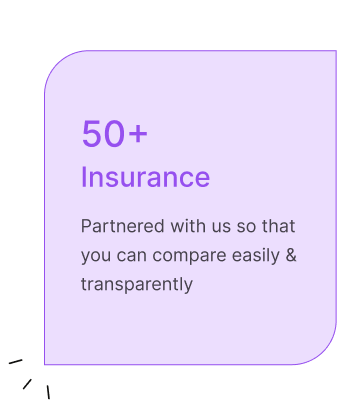 50+
Insurance
Partnered with us so that
you can compare easily &
transparently